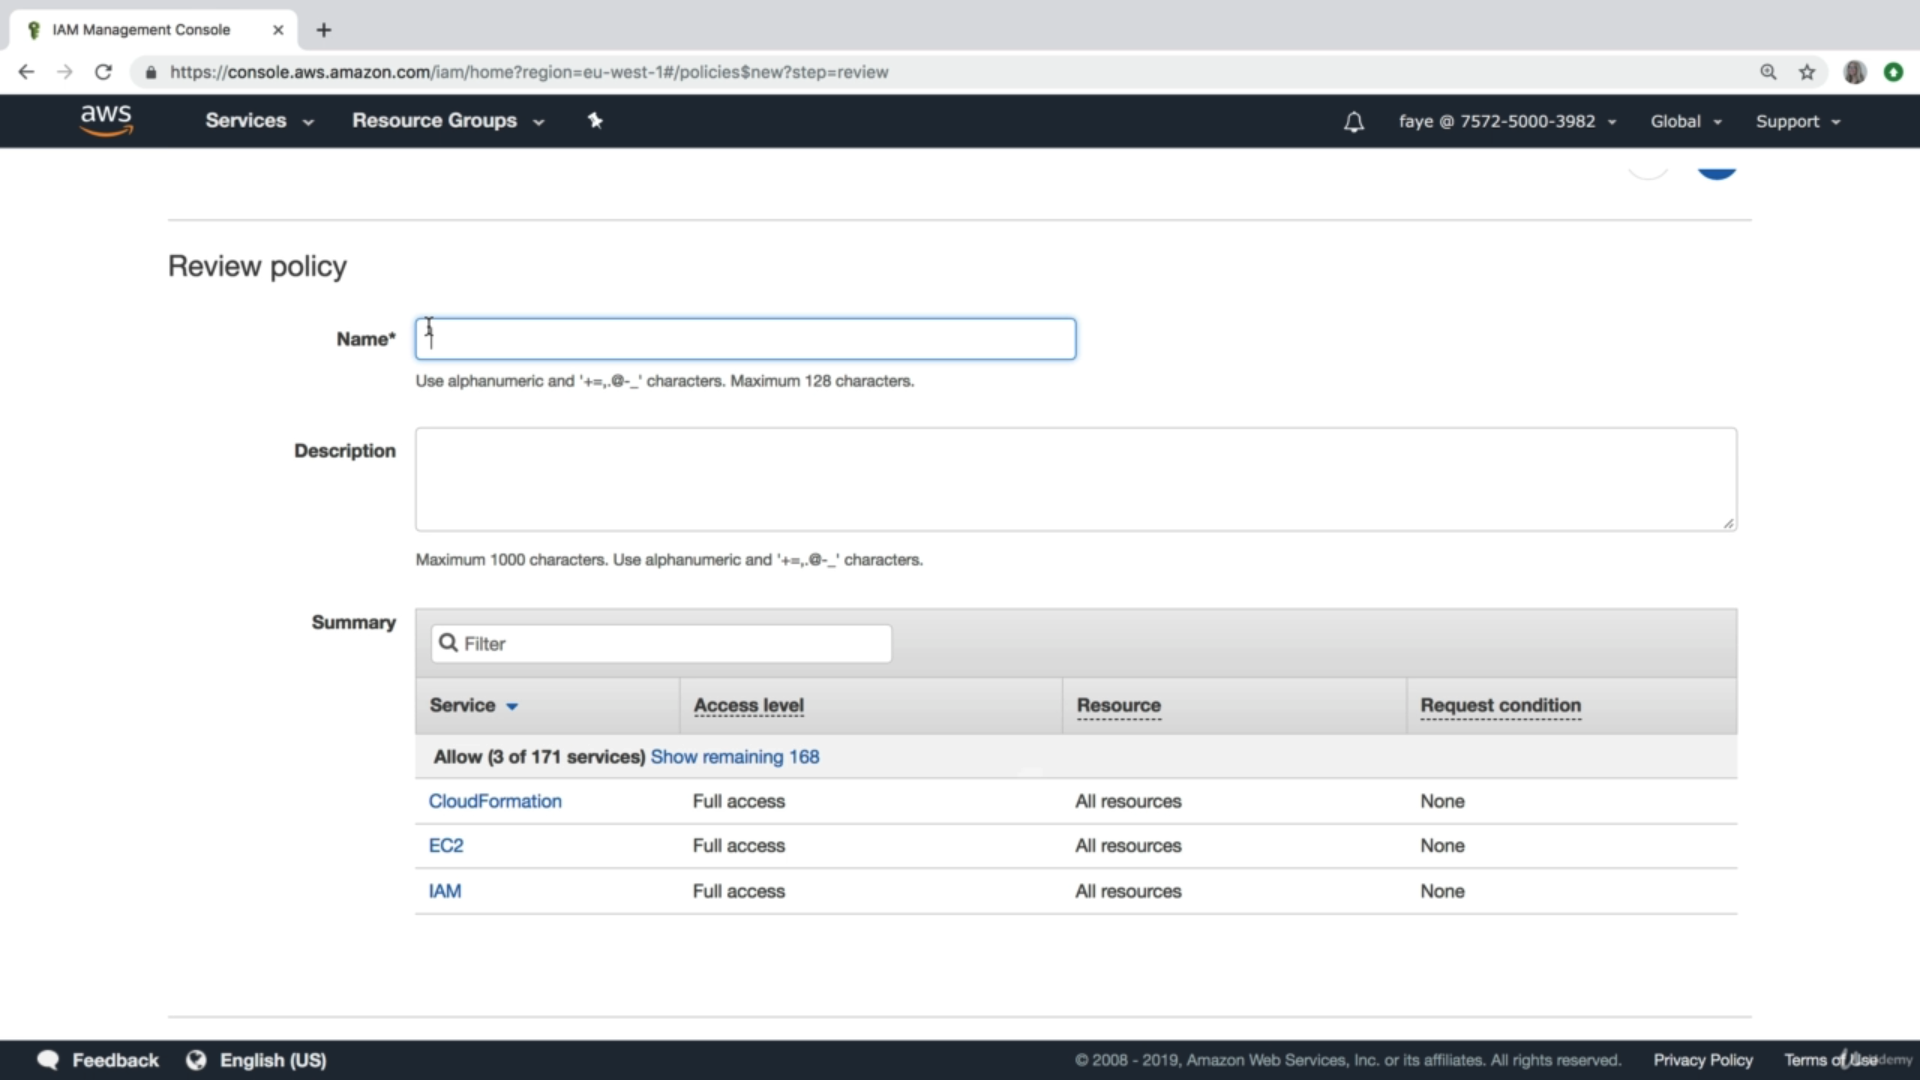 IAM Management Console
https://console.aws.amazon.com/iam/home?region=eu-west-1#/policies$new?step=review
aws Services Resource Groups faye @ 7572-5000-3982 Global Support
Review policy
Name*
Use alphanumeric and '+=,.@-_' characters. Maximum 128 characters.
Description
Maximum 1000 characters. Use alphanumeric and '+=,.@-_' characters.
Summary
Filter
Service Access level Resource Request condition
Allow (3 of 171 services) Show remaining 168
CloudFormation Full access All resources None
EC2 Full access All resources None
IAM Full access All resources None
Feedback English (US) © 2008 - 2019, Amazon Web Services, Inc. or its affiliates. All rights reserved. Privacy Policy Terms of Use